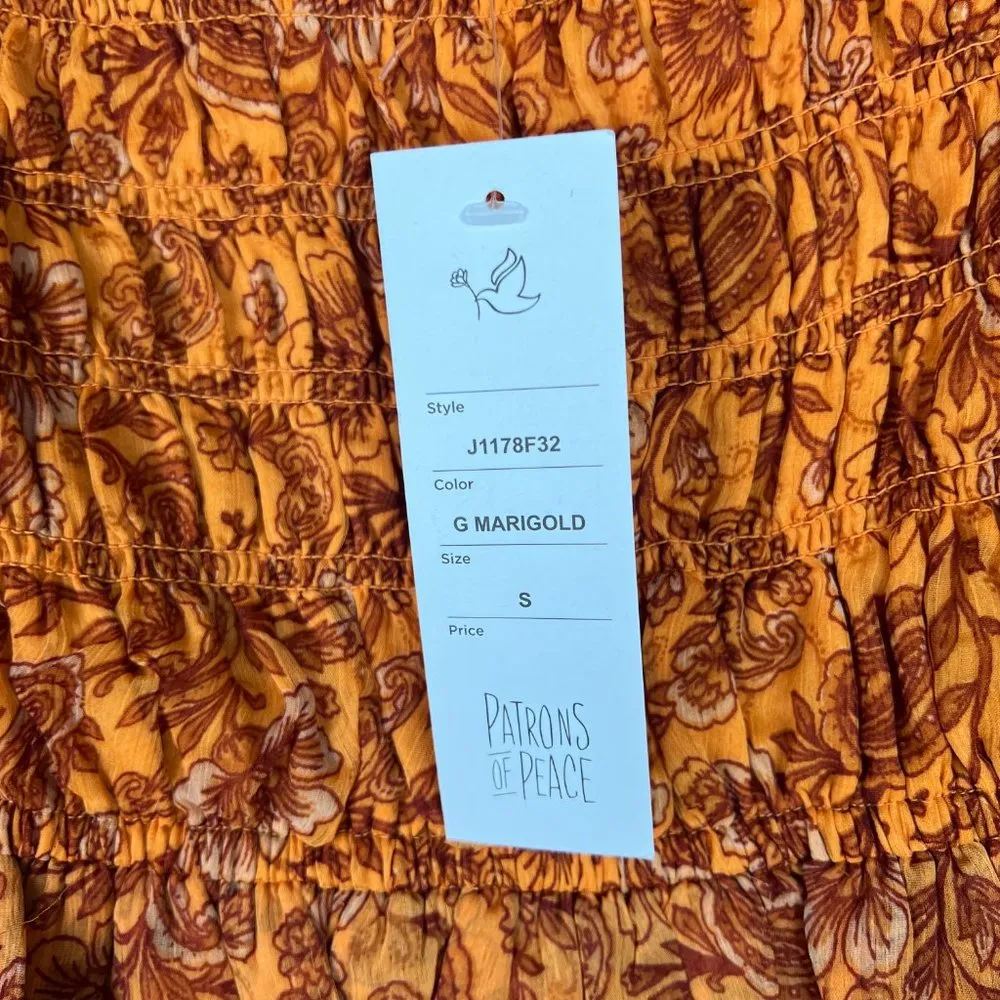 Style
J1178F32
Color
G MARIGOLD
Size
S
Price
PATRONS
OF PEACE